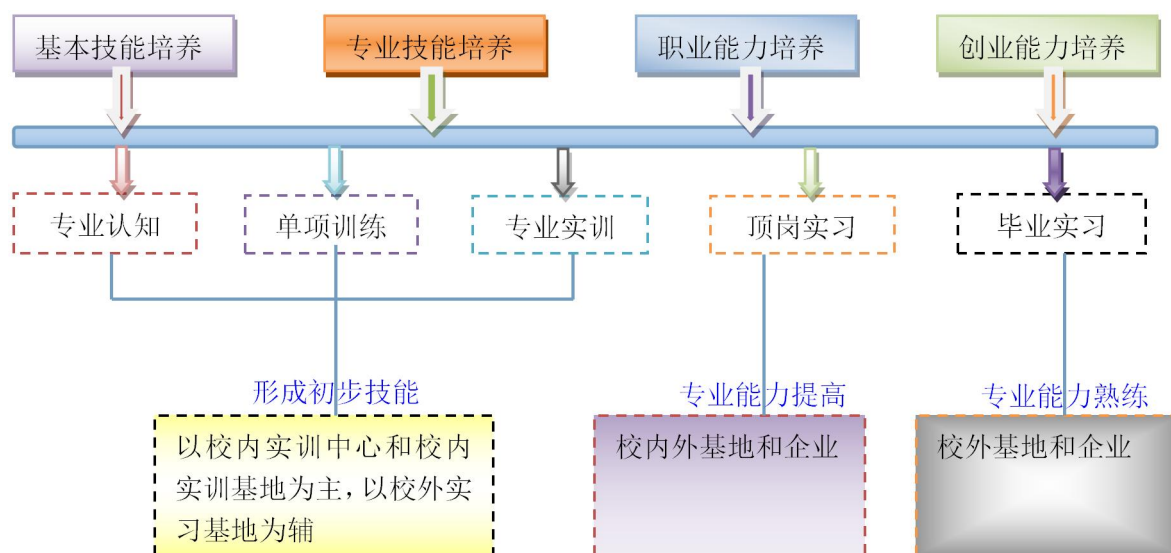 基本技能培养
专业技能培养
职业能力培养
创业能力培养
专业认知
单项训练
专业实训
顶岗实习
毕业实习
形成初步技能
专业能力提高
专业能力熟练
以校内实训中心和校内
实训基地为主，以校外实
习基地为辅
校内外基地和企业
校外基地和企业